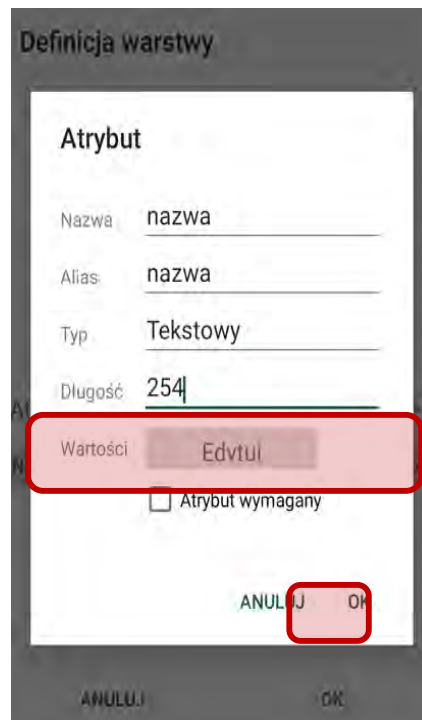 Definicja warstwy
Atrybut
Nazwa nazwa
Alias nazwa
Typ Tekstowy
Długość 254
Wartości Edytuj
Atrybut wymagany
ANULUJ OK
ANULUJ OK